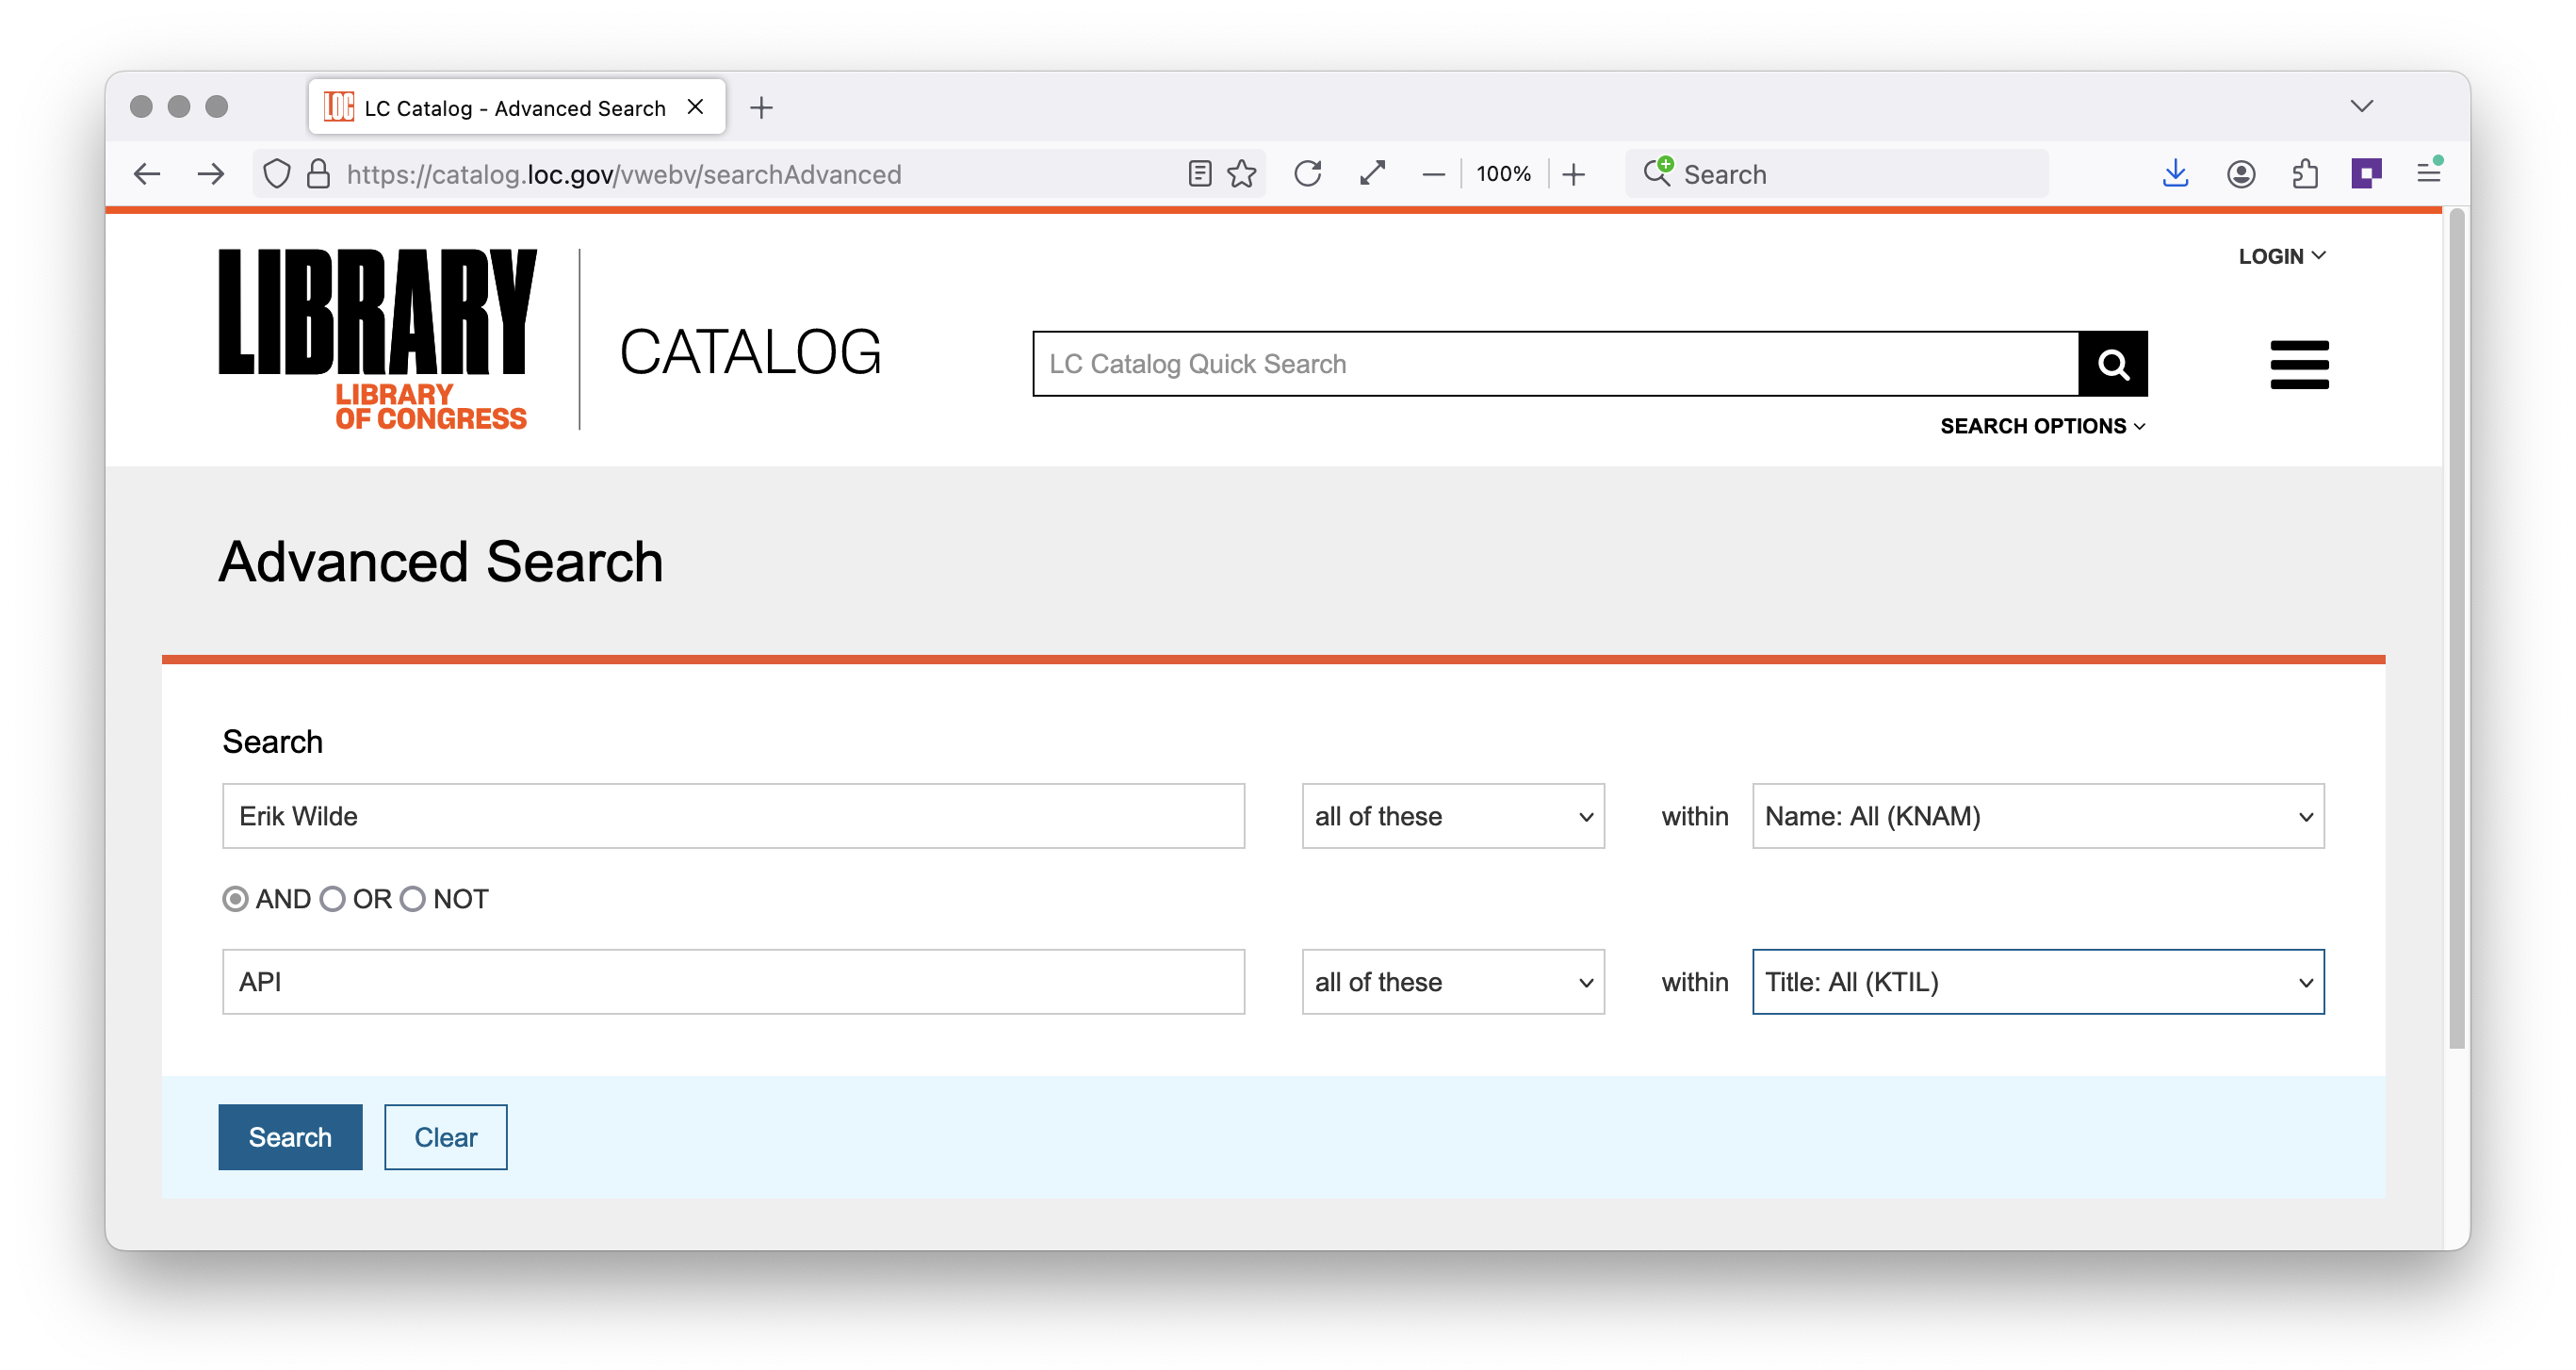 LOC LC Catalog - Advanced Search
https://catalog.loc.gov/vwebv/searchAdvanced 100% Search
LOGIN
LIBRARY
LIBRARY
OF CONGRESS
CATALOG
LC Catalog Quick Search
SEARCH OPTIONS
Advanced Search
Search
Erik Wilde all of these within Name: All (KNAM)
AND OR NOT
API all of these within Title: All (KTIL)
Search Clear